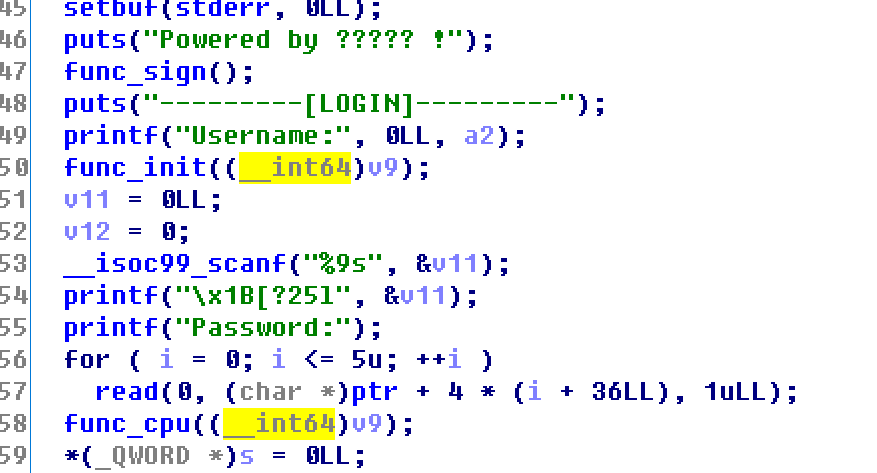 45 setbuf(stderr, 0LL);
46 puts("Powered by ????? !");
47 func_sign();
48 puts("---------[LOGIN]---------");
49 printf("Username:", 0LL, a2);
50 func_init((__int64)v9);
51 v11 = 0LL;
52 v12 = 0;
53 __isoc99_scanf("%9s", &v11);
54 printf("\x1B[?25l", &v11);
55 printf("Password:");
56 for ( i = 0; i <= 5u; ++i )
57 read(0, (char *)ptr + 4 * (i + 36LL), 1uLL);
58 func_cpu((__int64)v9);
59 *(_QWORD *)s = 0LL;